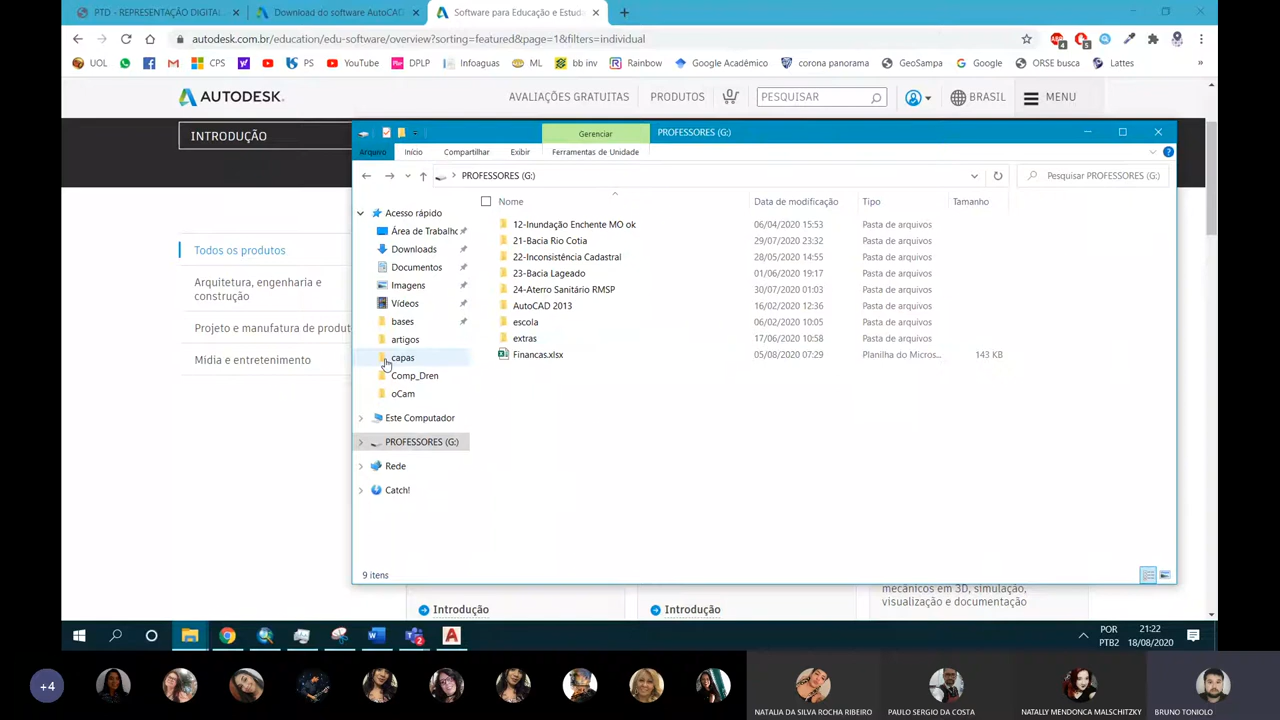 PTD - REPRESENTAÇÃO DIGITAL
Download do software AutoCAD
Software para Educação e Estuda
autodesk.com.br/education/edu-software/overview?sorting=featured&page=1&filters=individual
UOL
CPS
PS
YouTube
DPLP
Infoaguas
ML
bb inv
Rainbow
Google Acadêmico
corona panorama
GeoSampa
Google
ORSE busca
Lattes
AUTODESK.
AVALIAÇÕES GRATUITAS
PRODUTOS
PESQUISAR
BRASIL
MENU
INTRODUÇÃO
Gerenciar
PROFESSORES (G:)
Arquivo
Início
Compartilhar
Exibir
Ferramentas de Unidade
PROFESSORES (G:)
Pesquisar PROFESSORES (G:)
Acesso rápido
Área de Trabalho
Downloads
Documentos
Imagens
Vídeos
bases
artigos
capas
Comp_Dren
oCam
Este Computador
PROFESSORES (G:)
Rede
Catch!
Nome Data de modificação Tipo Tamanho
12-Inundação Enchente MO ok 06/04/2020 15:53 Pasta de arquivos
21-Bacia Rio Cotia 29/07/2020 23:32 Pasta de arquivos
22-Inconsistência Cadastral 28/05/2020 14:55 Pasta de arquivos
23-Bacia Lageado 01/06/2020 19:17 Pasta de arquivos
24-Aterro Sanitário RMSP 30/07/2020 01:03 Pasta de arquivos
AutoCAD 2013 16/02/2020 12:36 Pasta de arquivos
escola 06/02/2020 10:05 Pasta de arquivos
extras 17/06/2020 10:58 Pasta de arquivos
Financas.xlsx 05/08/2020 07:29 Planilha do Micros... 143 KB
9 itens
Todos os produtos
Arquitetura, engenharia e
construção
Projeto e manufatura de produt
Midia e entretenimento
Introdução
Introdução
mecânicos em 3D, simulação,
visualização e documentação
POR
PTB2
21:22
18/08/2020
+4
NATALIA DA SILVA ROCHA RIBEIRO
PAULO SERGIO DA COSTA
NATALLY MENDONCA MALSCHITZKY
BRUNO TONIOLO